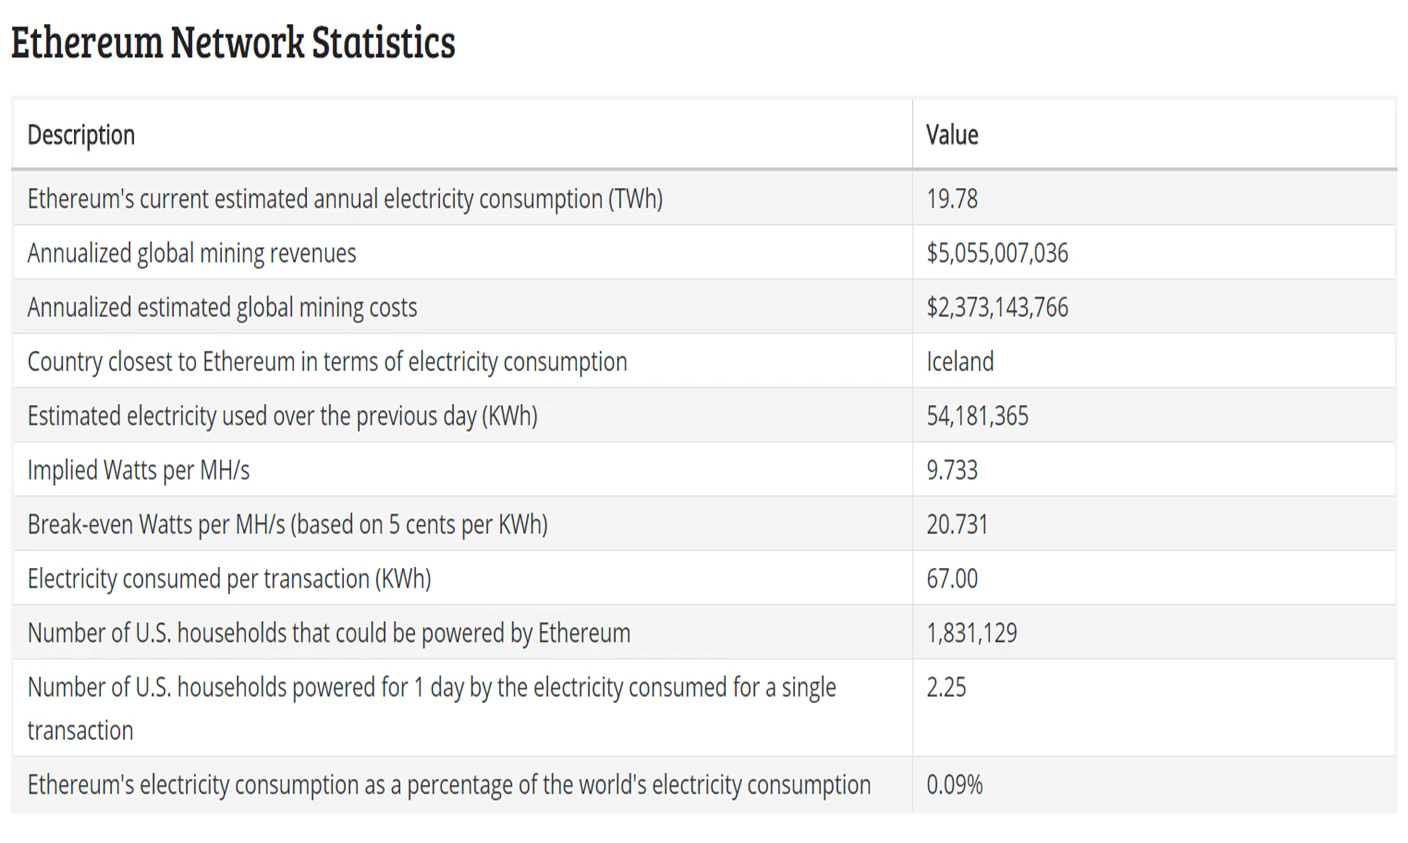 Ethereum Network Statistics
Description Value
Ethereum's current estimated annual electricity consumption (TWh) 19.78
Annualized global mining revenues $5,055,007,036
Annualized estimated global mining costs $2,373,143,766
Country closest to Ethereum in terms of electricity consumption Iceland
Estimated electricity used over the previous day (KWh) 54,181,365
Implied Watts per MH/s 9.733
Break-even Watts per MH/s (based on 5 cents per KWh) 20.731
Electricity consumed per transaction (KWh) 67.00
Number of U.S. households that could be powered by Ethereum 1,831,129
Number of U.S. households powered for 1 day by the electricity consumed for a single 2.25
transaction
Ethereum's electricity consumption as a percentage of the world's electricity consumption 0.09%